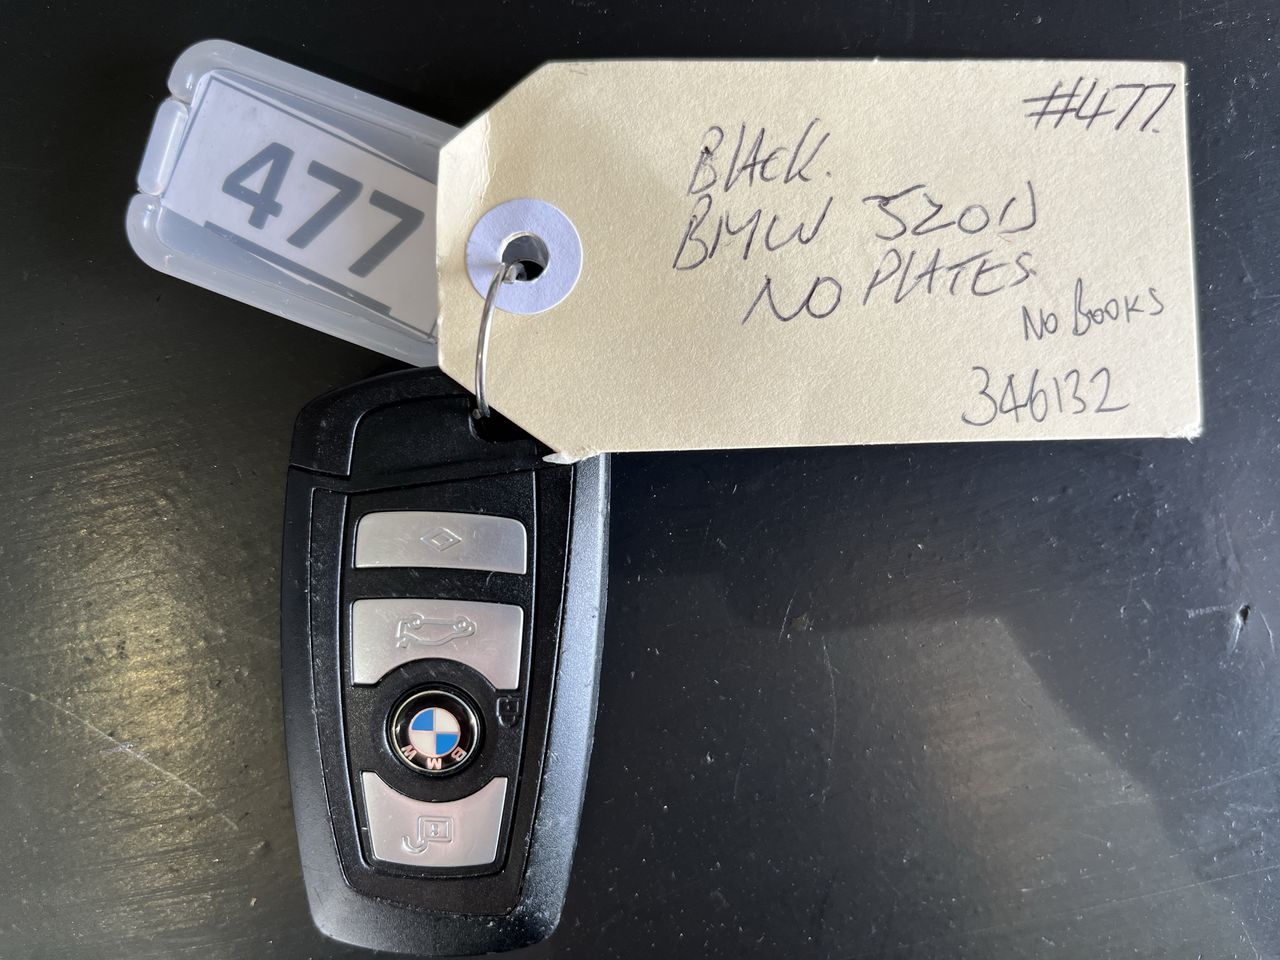 477
#477.
BLACK.
BMW 520D
NO PLATES
No Books
346132
BMW